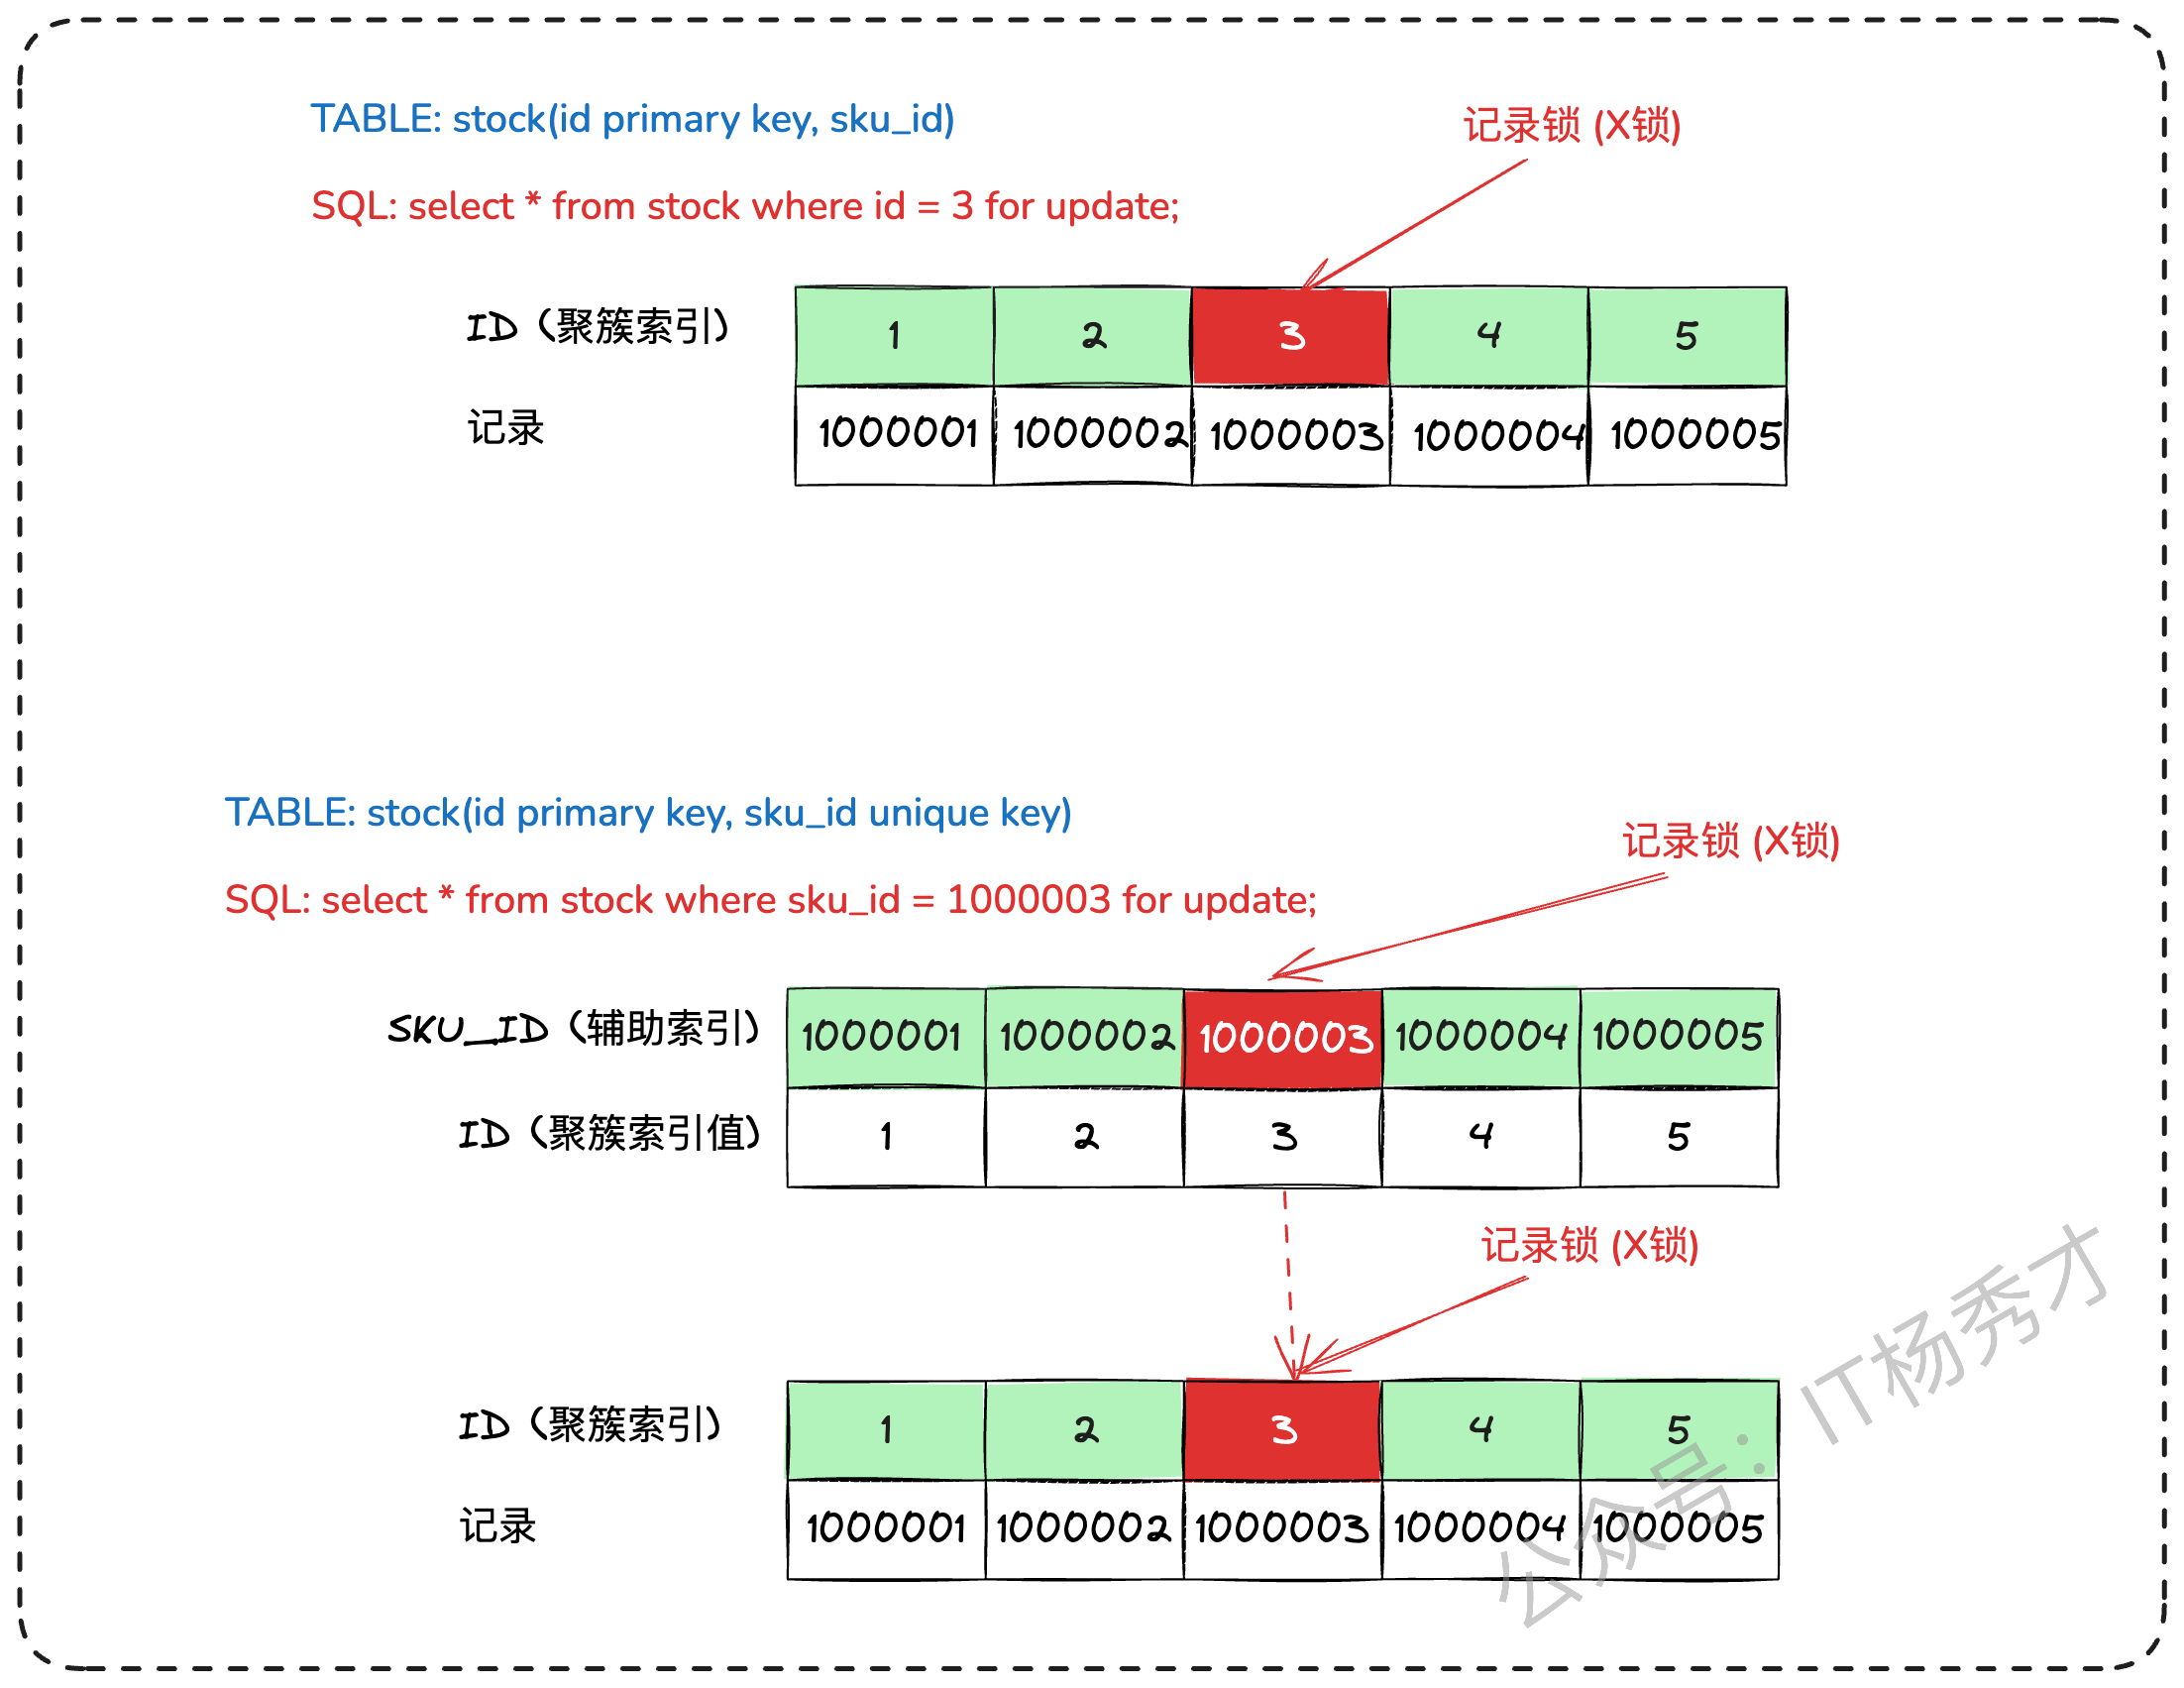 TABLE: stock(id primary key, sku_id)
记录锁 (X锁)
SQL: select * from stock where id = 3 for update;
ID（聚簇索引） 1 2 3 4 5
记录 1000001 1000002 1000003 1000004 1000005
TABLE: stock(id primary key, sku_id unique key)
记录锁 (X锁)
SQL: select * from stock where sku_id = 1000003 for update;
SKU_ID（辅助索引） 1000001 1000002 1000003 1000004 1000005
ID（聚簇索引值） 1 2 3 4 5
记录锁 (X锁)
ID（聚簇索引） 1 2 3 4 5
记录 1000001 1000002 1000003 1000004 1000005
公众号：IT杨秀才